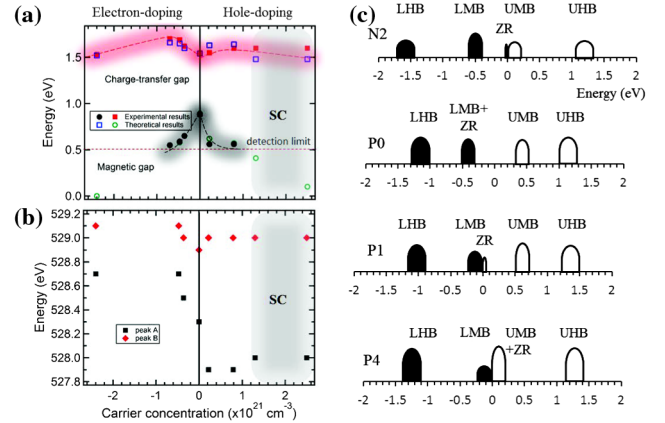 (a)
Electron-doping
Hole-doping
1.5
1.0
0.5
0.0
Energy (eV)
Charge-transfer gap
Experimental results
Theoretical results
SC
detection limit
Magnetic gap
(b)
529.2
529.0
528.8
528.6
528.4
528.2
528.0
527.8
Energy (eV)
peak A
peak B
SC
-2 -1 0 1 2
Carrier concentration (x10²¹ cm⁻³)
(c)
LHB LMB ZR UMB UHB
N2
-2 -1.5 -1 -0.5 0 0.5 1 1.5 2
Energy (eV)
LHB LMB+ ZR UMB UHB
P0
-1.5 -1 -0.5 0 0.5 1 1.5 2
LHB LMB ZR UMB UHB
P1
-1.5 -1 -0.5 0 0.5 1 1.5 2
LHB LMB UMB +ZR UHB
P4
-1.5 -1 -0.5 0 0.5 1 1.5 2